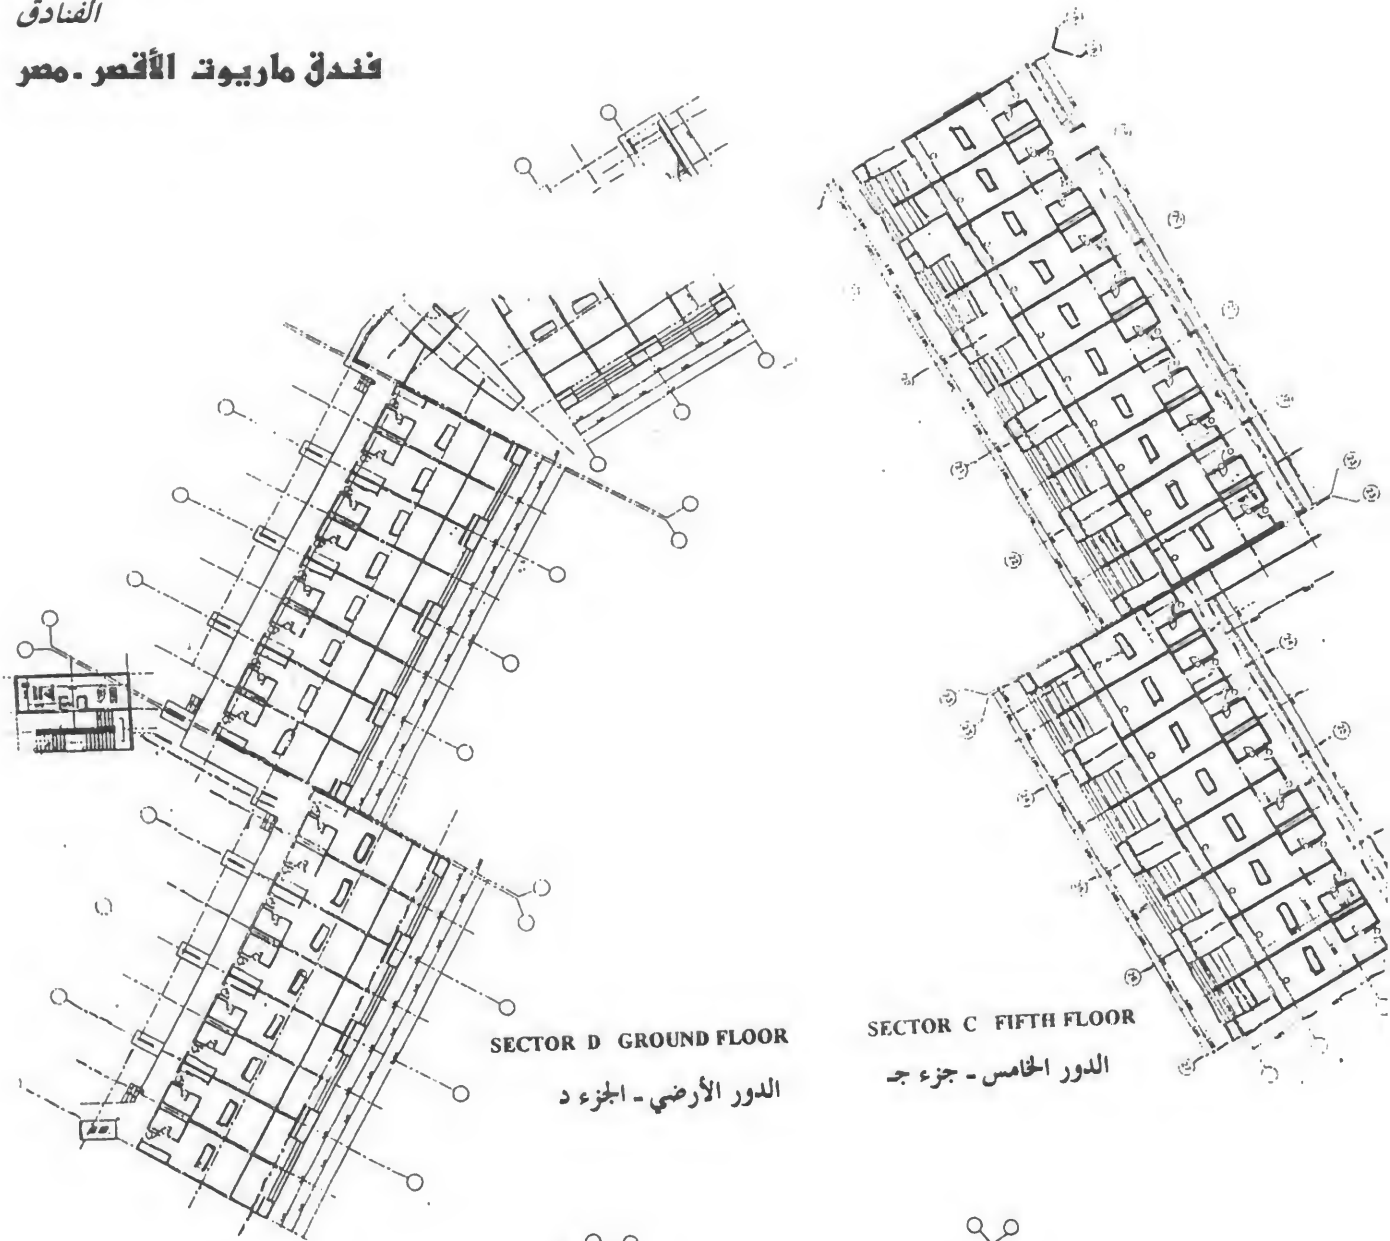 الفنادق
فندق ماريوت الأقصر - مصر
SECTOR D GROUND FLOOR
الدور الأرضي - الجزء د
SECTOR C FIFTH FLOOR
الدور الخامس - جزء جـ